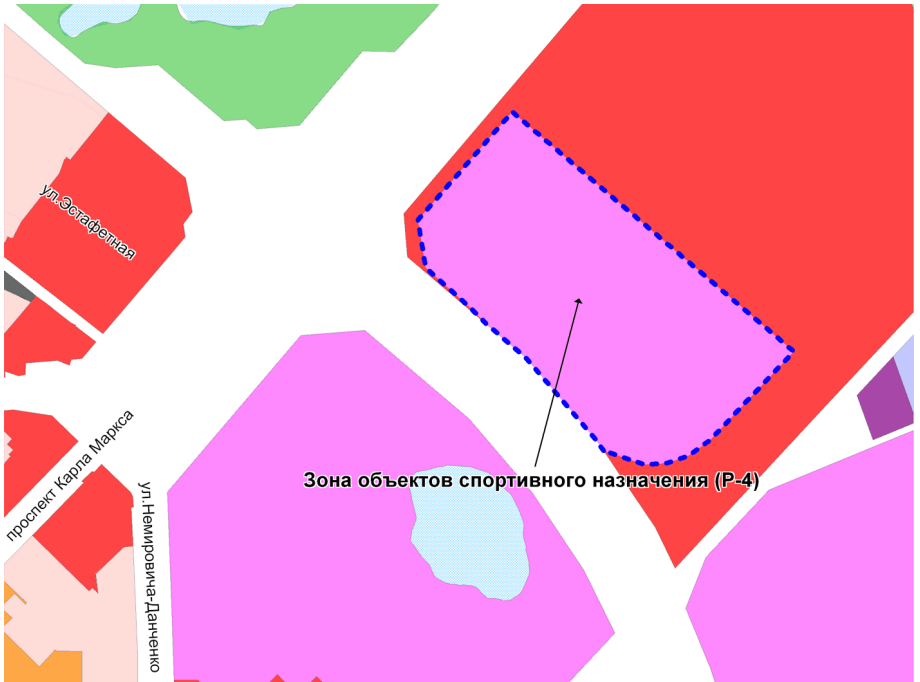 ул.Эстафетная
проспект Карла Маркса
ул.Немировича-Данченко
Зона объектов спортивного назначения (Р-4)